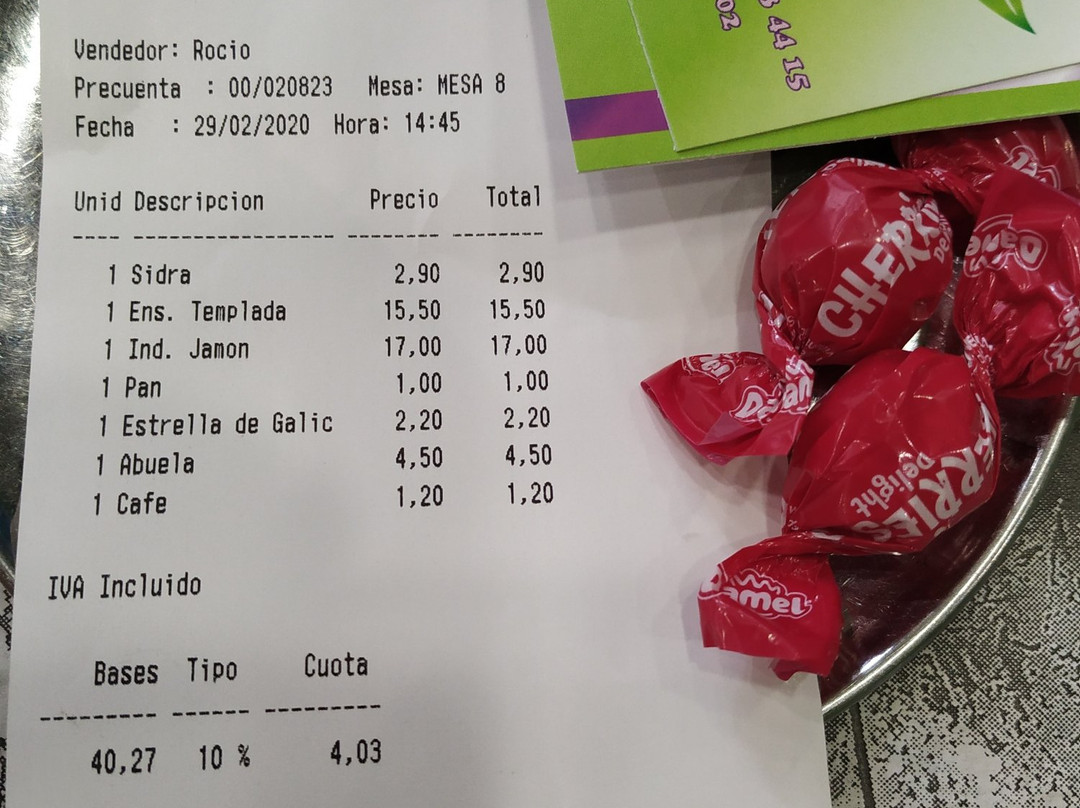 Vendedor: Rocio
Precuenta : 00/020823 Mesa: MESA 8
Fecha : 29/02/2020 Hora: 14:45
Unid Descripcion Precio Total
1 Sidra 2,90 2,90
1 Ens. Templada 15,50 15,50
1 Ind. Jamon 17,00 17,00
1 Pan 1,00 1,00
1 Estrella de Galic 2,20 2,20
1 Abuela 4,50 4,50
1 Cafe 1,20 1,20
IVA Incluido
Bases Tipo Cuota
40,27 10 % 4,03
44 15
02
Damel
Delight
Damel